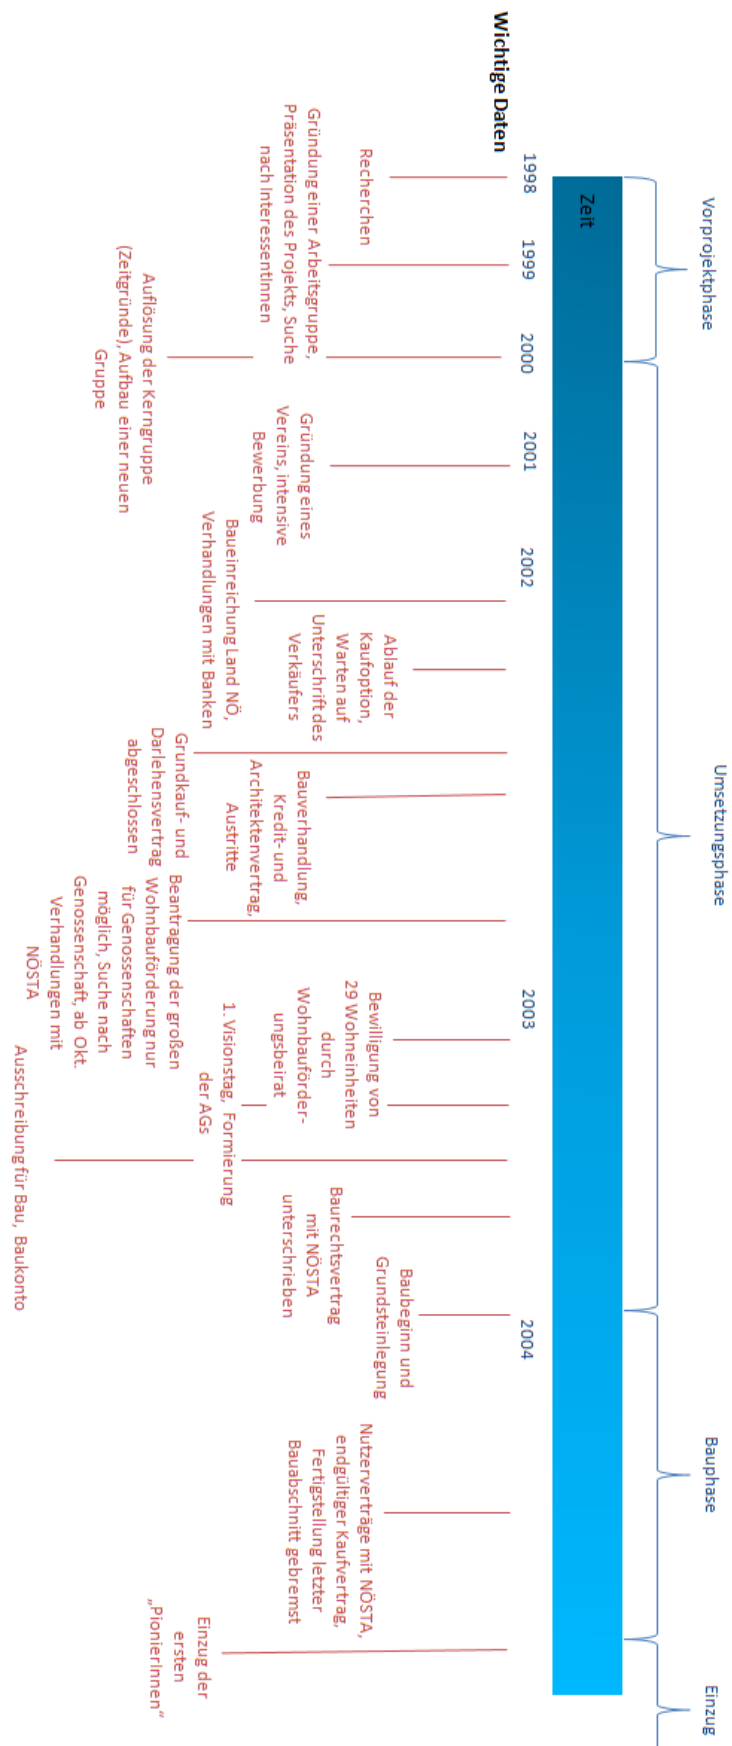 Vorprojektphase
Umsetzungsphase
Bauphase
Einzug
Zeit
1998
1999
2000
2001
2002
2003
2004
Wichtige Daten
Recherchen
Gründung einer Arbeitsgruppe,
Präsentation des Projekts, Suche
nach InteressentInnen
Auflösung der Kerngruppe
(Zeitgründe), Aufbau einer neuen
Gruppe
Gründung eines
Vereins, intensive
Bewerbung
Baueinreichung Land NÖ,
Verhandlungen mit Banken
Ablauf der
Kaufoption,
Warten auf
Unterschrift des
Verkäufers
Grundkauf- und
Darlehensvertrag
abgeschlossen
Bauverhandlung,
Kredit- und
Architektenvertrag,
Austritte
Beantragung der großen
Wohnbauförderung nur
für Genossenschaften
möglich, Suche nach
Genossenschaft, ab Okt.
Verhandlungen mit
NÖSTA
Bewilligung von
29 Wohneinheiten
durch
Wohnbauförder-
ungsbeirat
1. Visionstag, Formierung
der AGs
Ausschreibung für Bau, Baukonto
Baurechtsvertrag
mit NÖSTA
unterschrieben
Baubeginn und
Grundsteinlegung
Nutzerverträge mit NÖSTA,
endgültiger Kaufvertrag,
Fertigstellung letzter
Bauabschnitt gebremst
Einzug der
ersten
„PionierInnen“